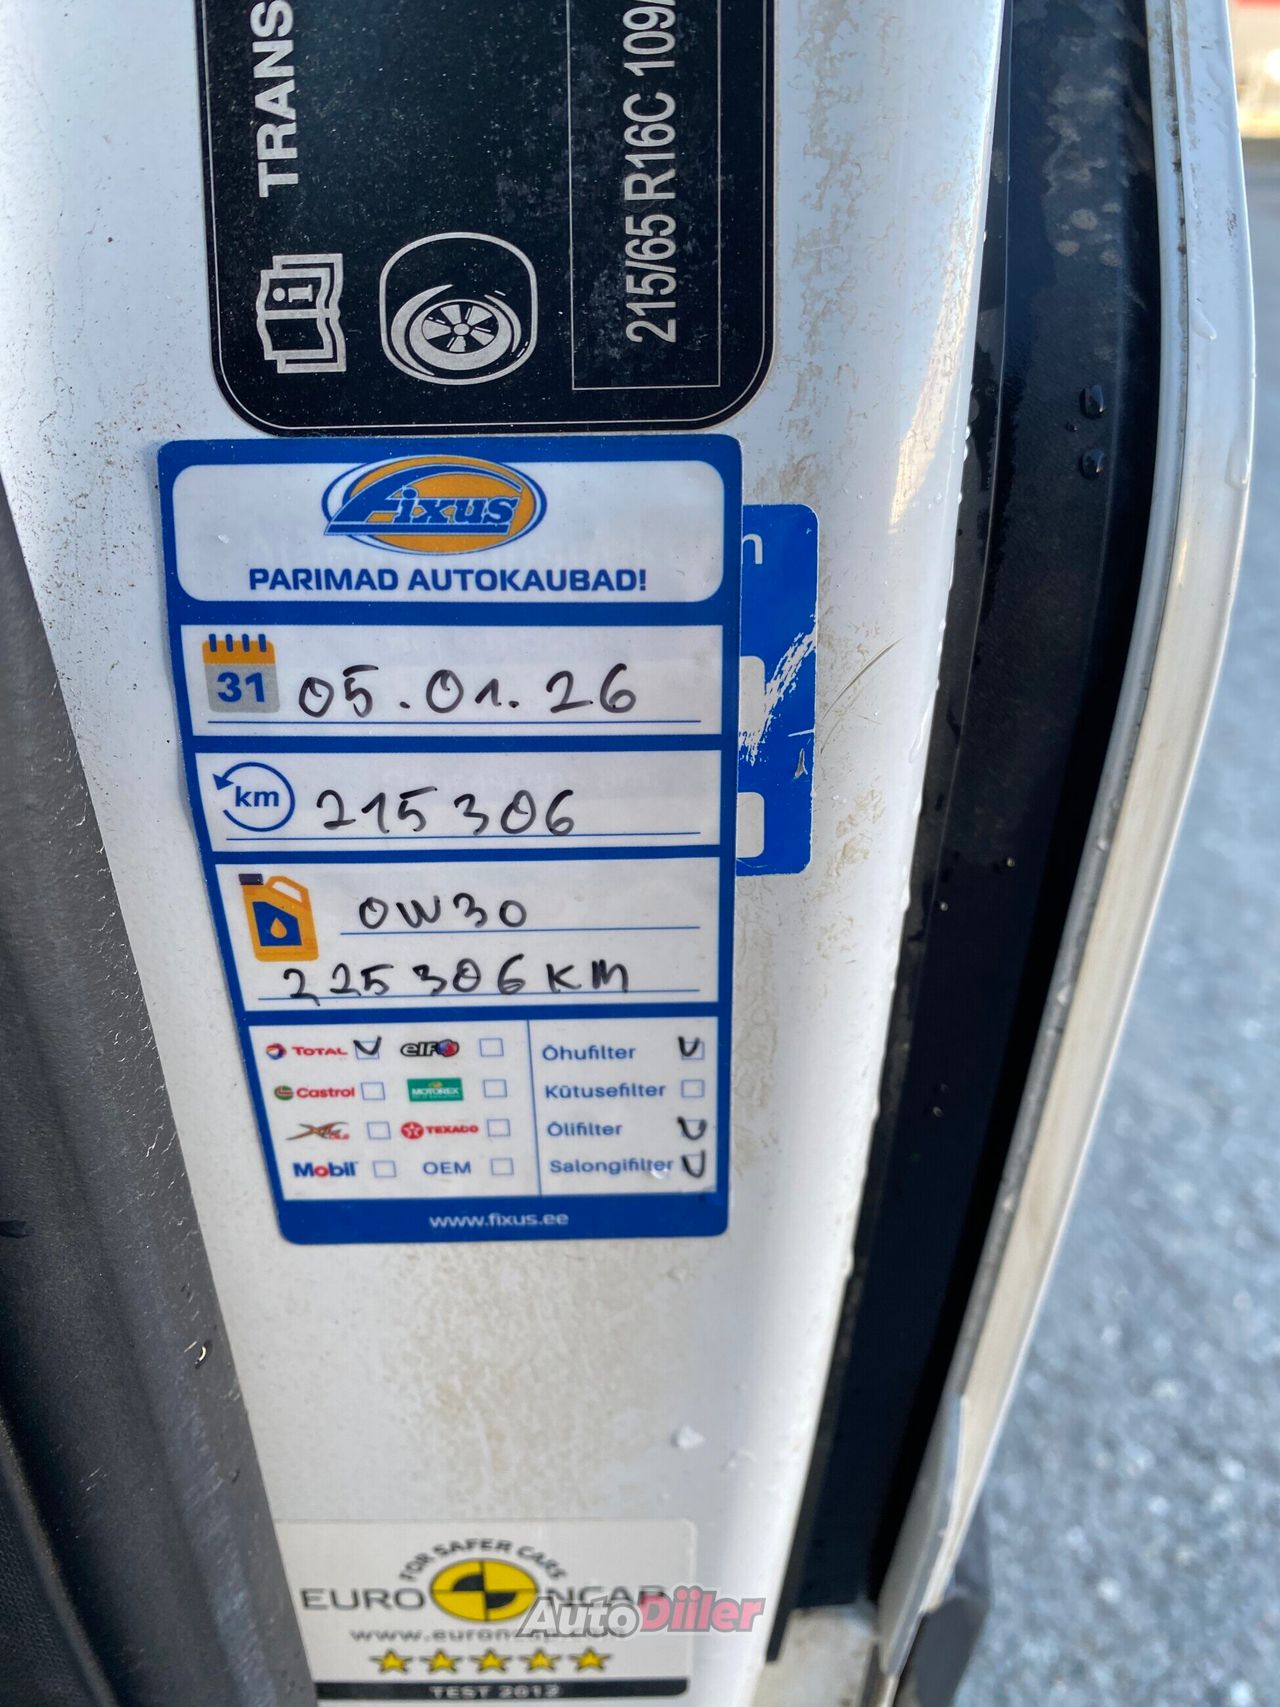 TRANS
215/65 R16C 109/
Fixus
PARIMAD AUTOKAUBAD!
31 05.01.26
km 215306
0W30
225306KM
TOTAL elf Õhufilter
Castrol MOTOREX Kütusefilter
TEXACO Õlifilter
Mobil OEM Salongifilter
www.fixus.ee
FOR SAFER CARS
EURO NCAP
AutoDiiler
www.euroncap.com
TEST 2012